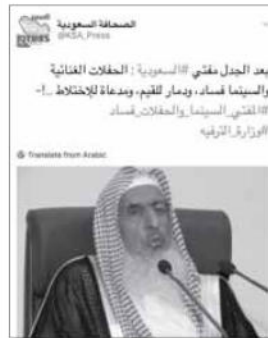 الصحافة السعودية
@KSA_Press
بعد الجدل مفتي #السعودية : الحفلات الغنائية
والسينما فساد، ودمار للقيم، ومدعاة للإختلاط ..!-
#المفتي_السينما_والحفلات_فساد
#وزارة_الترفيه
Translate from Arabic